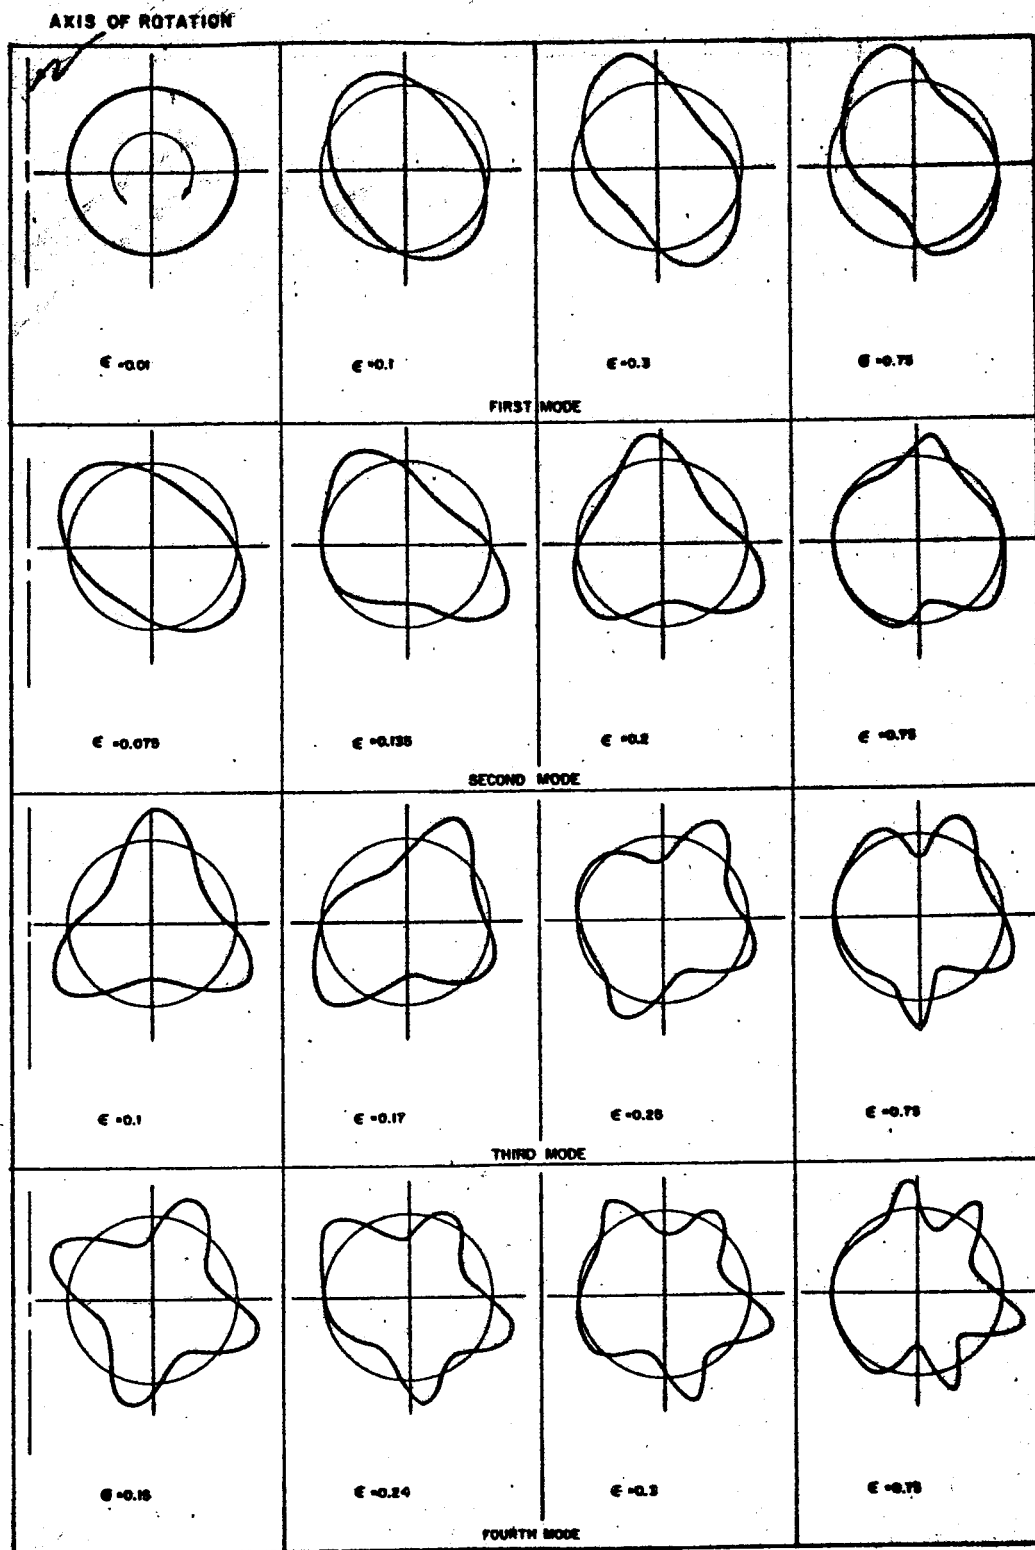 AXIS OF ROTATION
ϵ =0.01
ϵ =0.1
ϵ =0.3
ϵ =0.75
FIRST MODE
ϵ =0.075
ϵ =0.135
ϵ =0.2
ϵ =0.75
SECOND MODE
ϵ =0.1
ϵ =0.17
ϵ =0.25
ϵ =0.75
THIRD MODE
ϵ =0.15
ϵ =0.24
ϵ =0.3
ϵ =0.75
FOURTH MODE